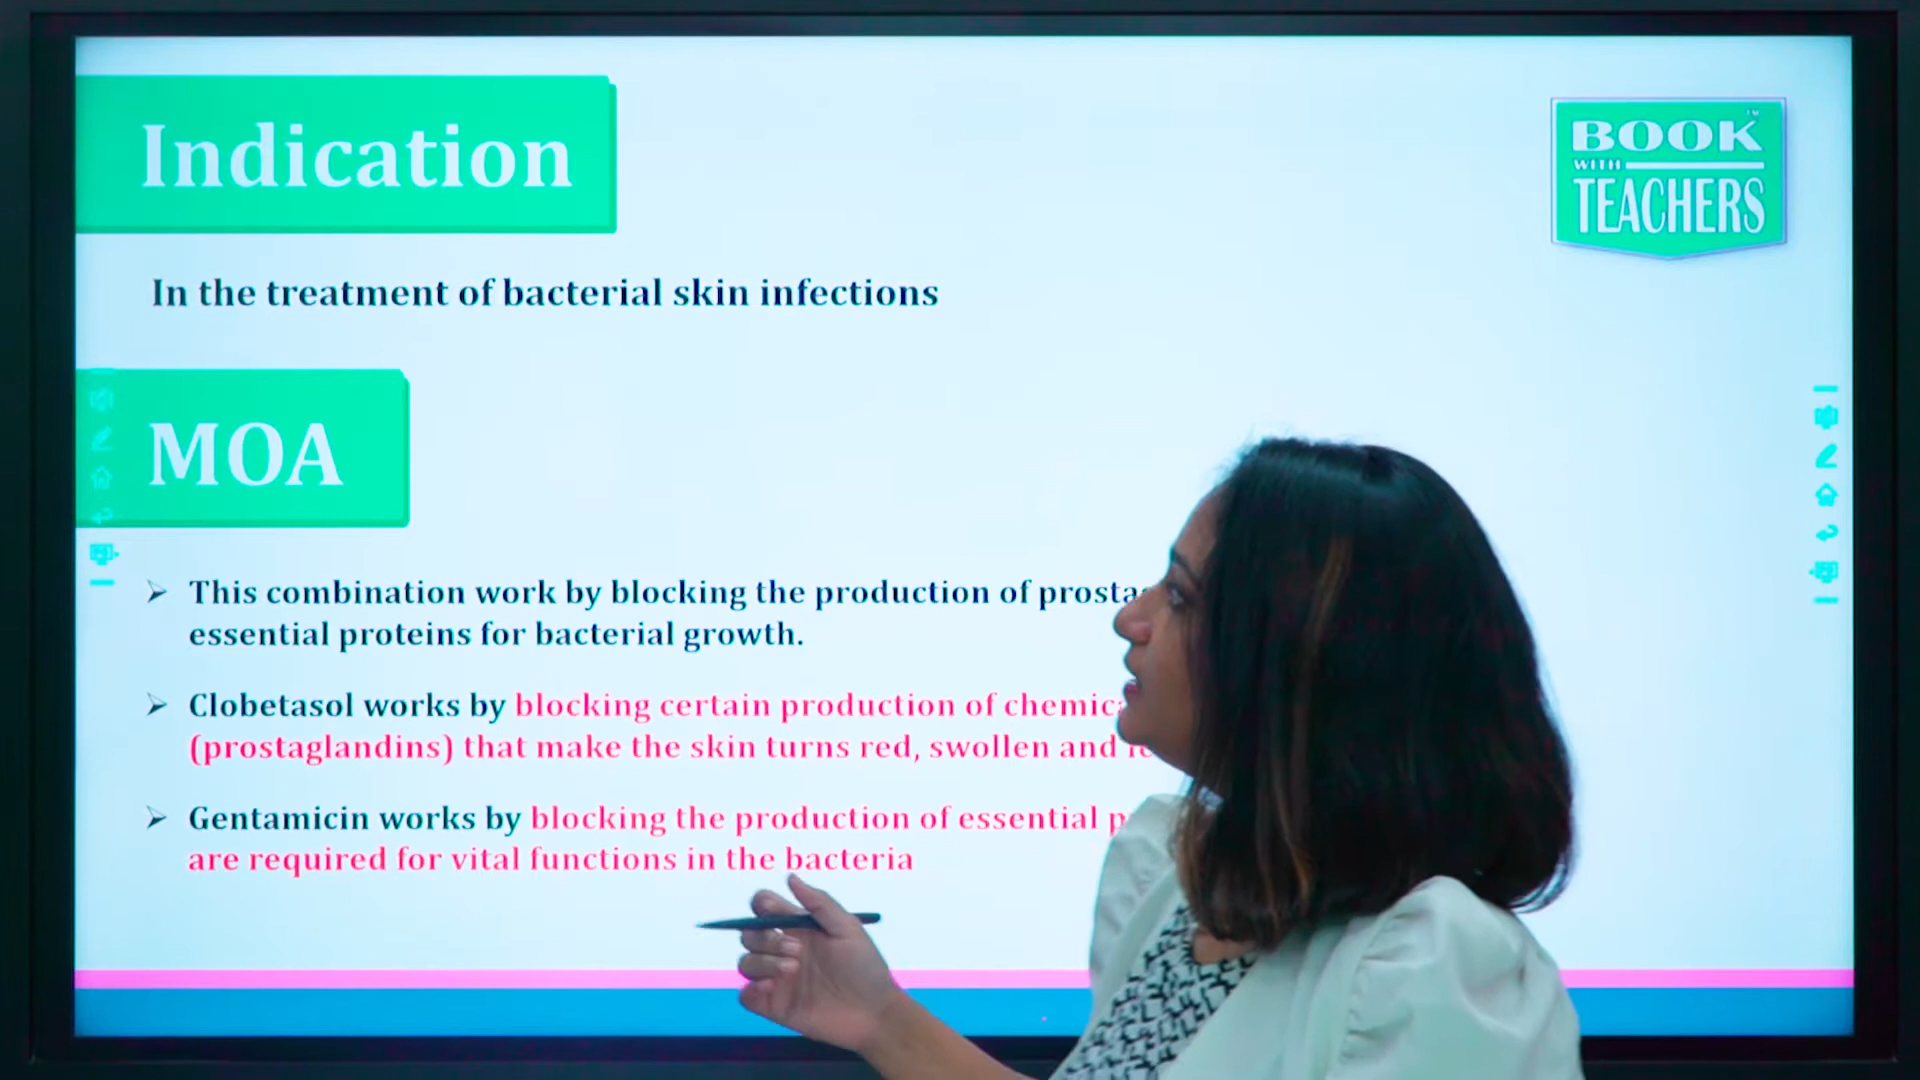 Indication
BOOK
WITH
TEACHERS
In the treatment of bacterial skin infections
MOA
This combination work by blocking the production of
essential proteins for bacterial growth.
Clobetasol works by blocking certain production of
(prostaglandins) that make the skin turns red, swollen and
Gentamicin works by blocking the production of essential
are required for vital functions in the bacteria